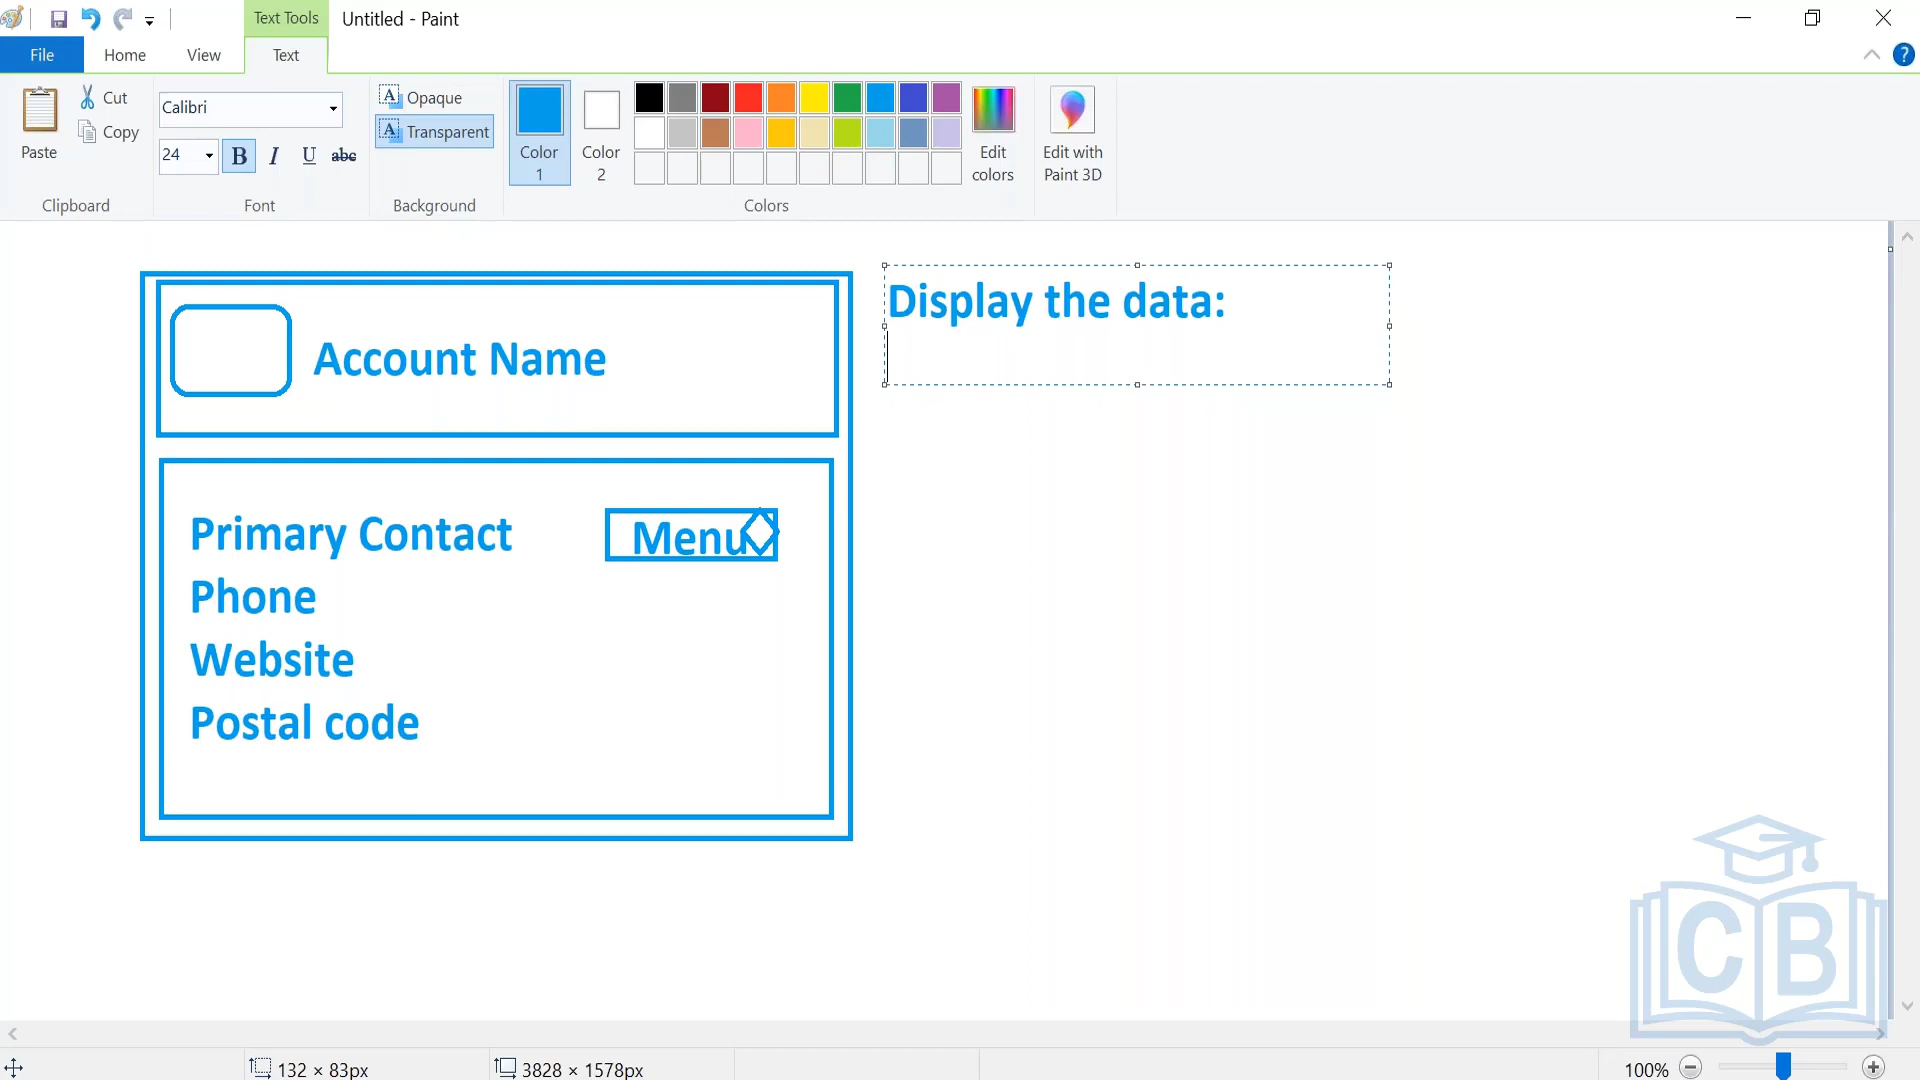 Text Tools
Untitled - Paint
File
Home
View
Text
Paste
Cut
Copy
Clipboard
Calibri
24
B
I
U
abc
Font
A Opaque
A Transparent
Background
Color 1
Color 2
Colors
Edit colors
Edit with Paint 3D
?
Account Name
Primary Contact
Menu
Phone
Website
Postal code
Display the data:
CB
132 × 83px
3828 × 1578px
100%